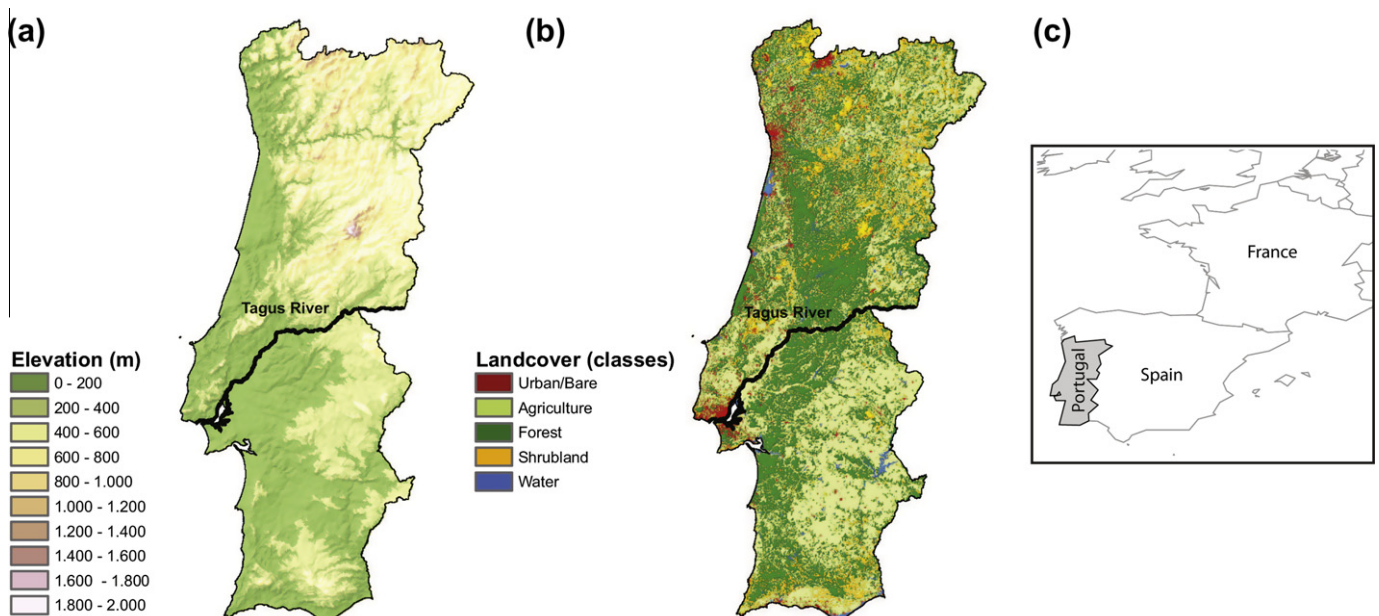 (a)
Tagus River
Elevation (m)
0 - 200
200 - 400
400 - 600
600 - 800
800 - 1.000
1.000 - 1.200
1.200 - 1.400
1.400 - 1.600
1.600 - 1.800
1.800 - 2.000
(b)
Tagus River
Landcover (classes)
Urban/Bare
Agriculture
Forest
Shrubland
Water
(c)
France
Spain
Portugal